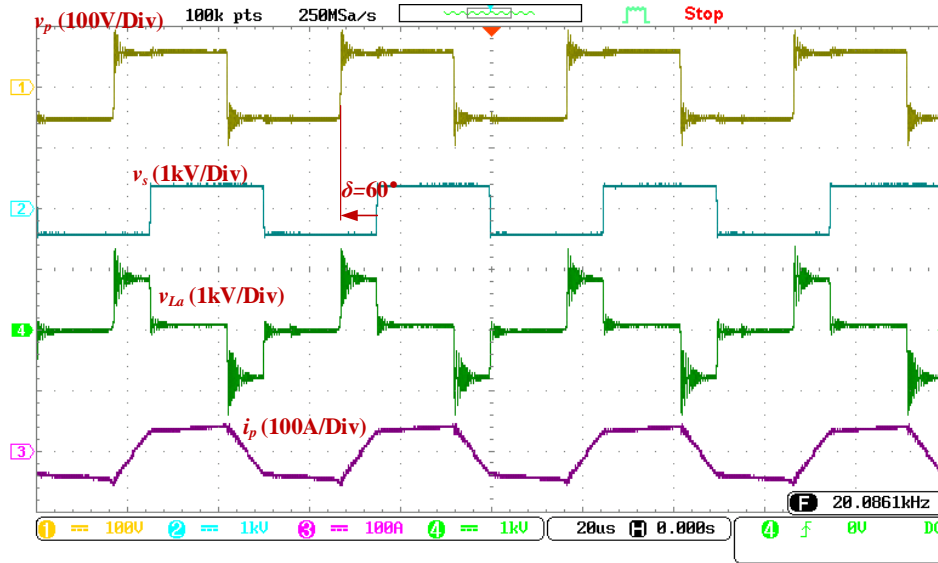 100k pts 250MSa/s Stop
v_p (100V/Div)
1
v_s (1kV/Div)
δ=60°
2
v_La (1kV/Div)
4
i_p (100A/Div)
3
F 20.0861kHz
1 100V 2 1kV 3 100A 4 1kV 20us H 0.000s 4 0V DC